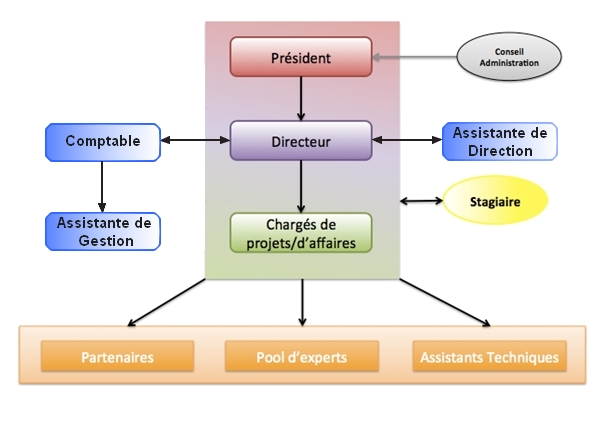 Président
Conseil
Administration
Comptable
Directeur
Assistante de
Direction
Assistante de
Gestion
Chargés de
projets/d’affaires
Stagiaire
Partenaires
Pool d’experts
Assistants Techniques